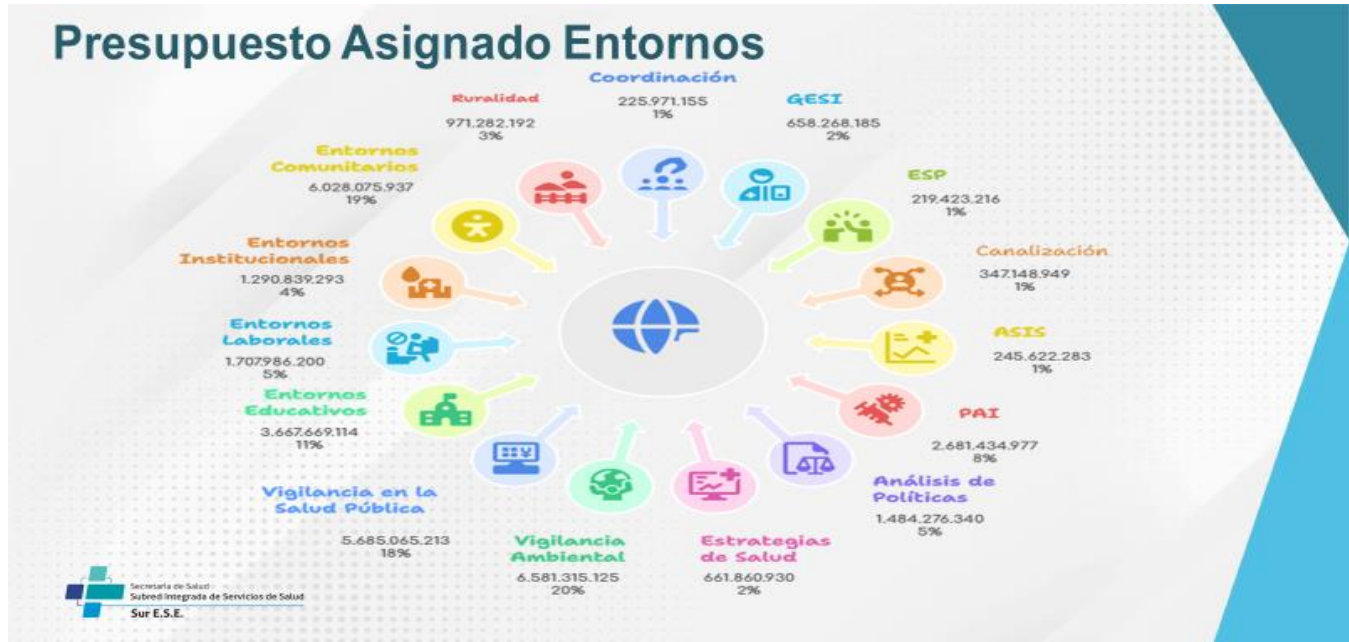 Presupuesto Asignado Entornos
Coordinación
225.971.155
1%
GESI
658.268.185
2%
ESP
219.423.216
1%
Canalización
347.148.949
1%
ASIS
245.622.283
1%
PAI
2.681.434.977
8%
Análisis de
Políticas
1.484.276.340
5%
Estrategias
de Salud
661.860.930
2%
Vigilancia
Ambiental
6.581.315.125
20%
Vigilancia en la
Salud Pública
5.685.065.213
18%
Entornos
Educativos
3.667.669.114
11%
Entornos
Laborales
1.707.986.200
5%
Entornos
Institucionales
1.290.839.293
4%
Entornos
Comunitarios
6.028.075.937
19%
Ruralidad
971.282.192
3%
Secretaría de Salud
Subred Integrada de Servicios de Salud
Sur E.S.E.